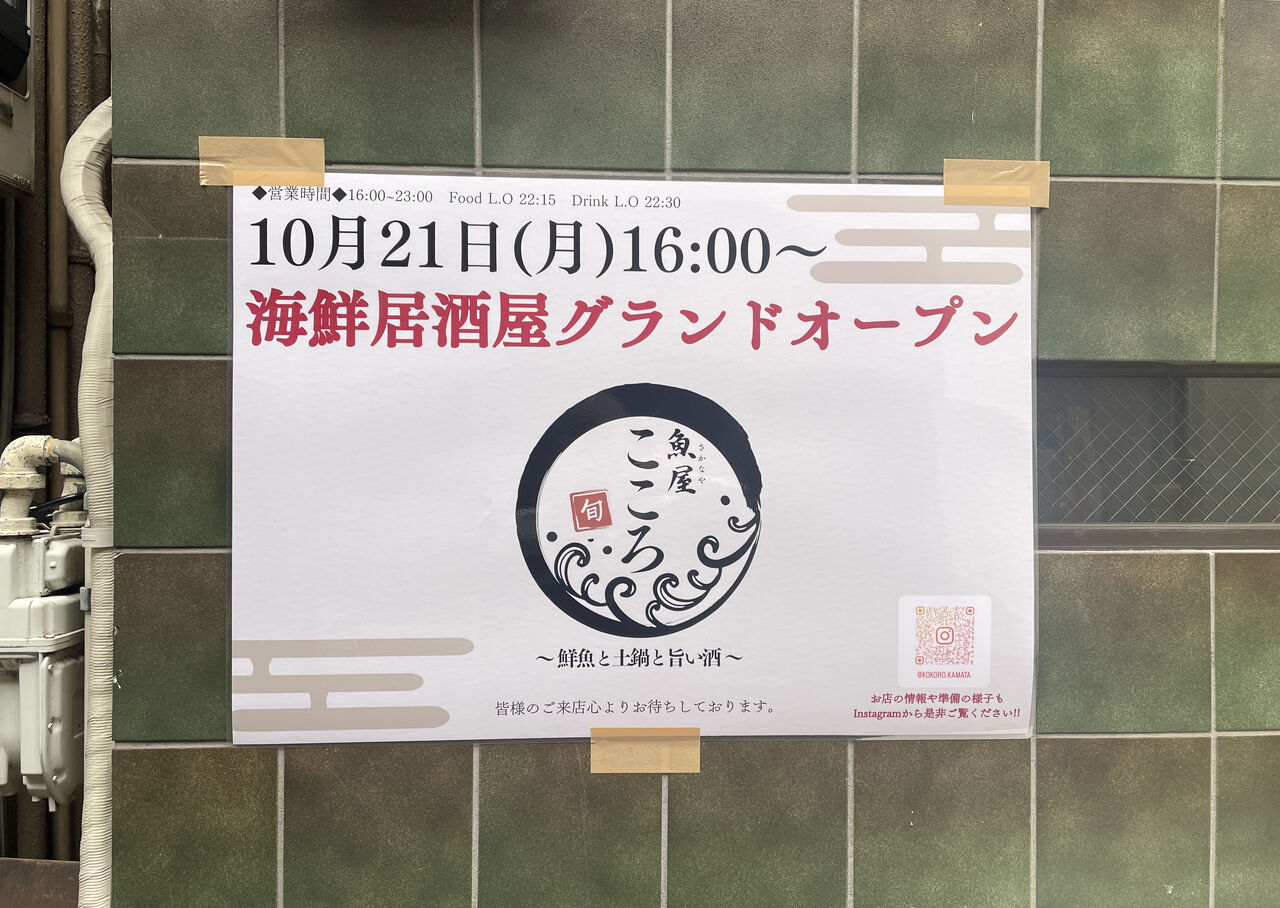 ◆営業時間◆16:00~23:00 Food L.O 22:15 Drink L.O 22:30
10月21日(月)16:00～
海鮮居酒屋グランドオープン
魚屋
さかなや
こころ
旬
～鮮魚と土鍋と旨い酒～
皆様のご来店心よりお待ちしております。
@KOKORO.KAMATA
お店の情報や準備の様子も
Instagramから是非ご覧ください!!